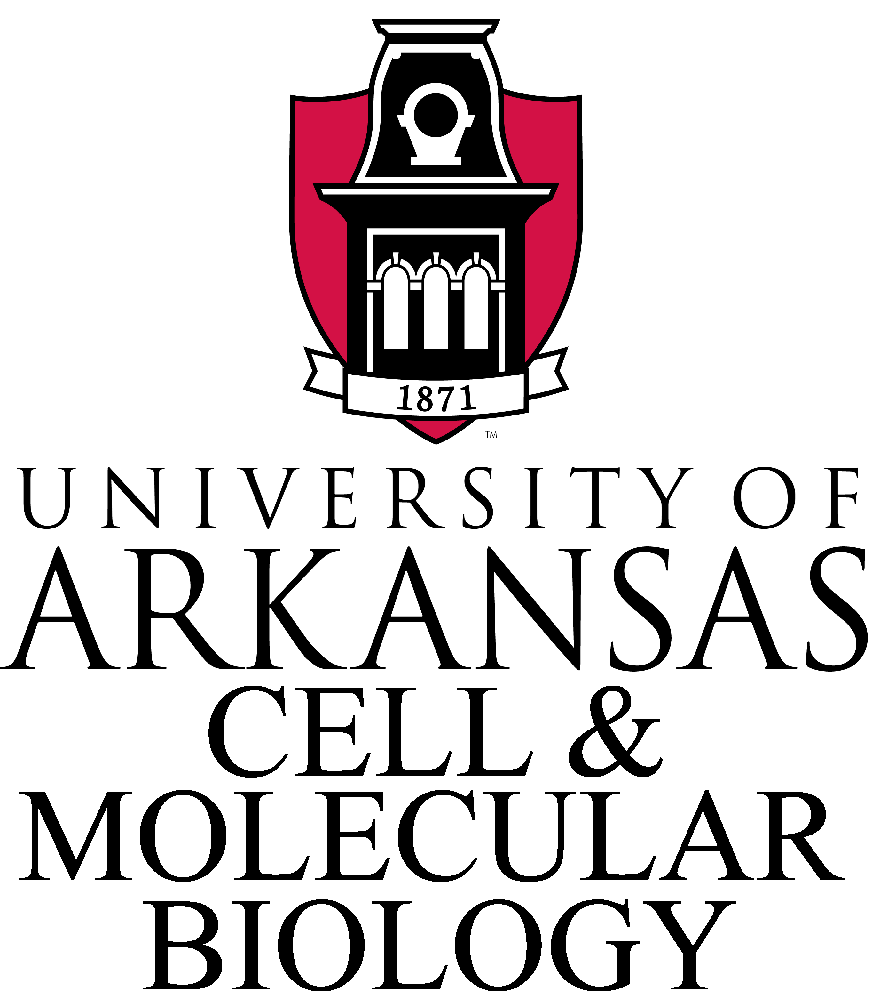 1871
TM
UNIVERSITY OF
ARKANSAS
CELL &
MOLECULAR
BIOLOGY